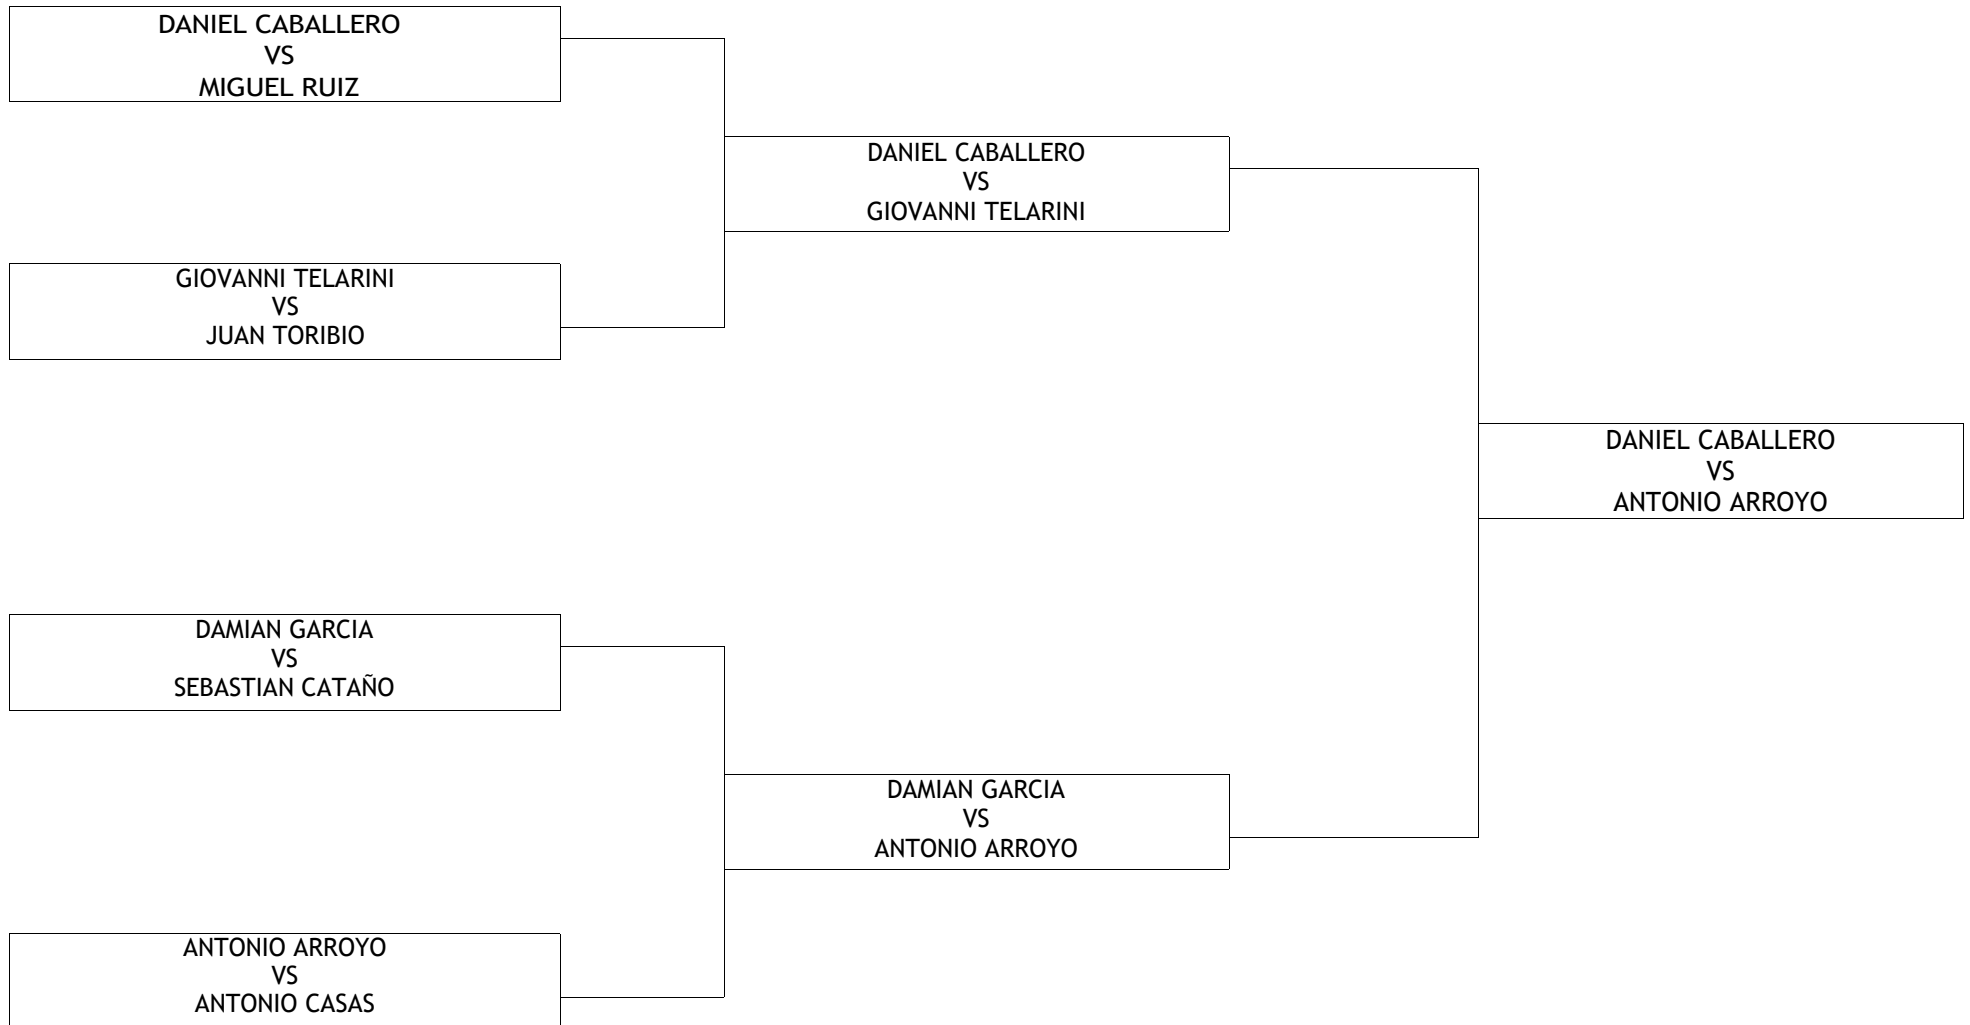 DANIEL CABALLERO
VS
MIGUEL RUIZ
GIOVANNI TELARINI
VS
JUAN TORIBIO
DAMIAN GARCIA
VS
SEBASTIAN CATAÑO
ANTONIO ARROYO
VS
ANTONIO CASAS
DANIEL CABALLERO
VS
GIOVANNI TELARINI
DAMIAN GARCIA
VS
ANTONIO ARROYO
DANIEL CABALLERO
VS
ANTONIO ARROYO